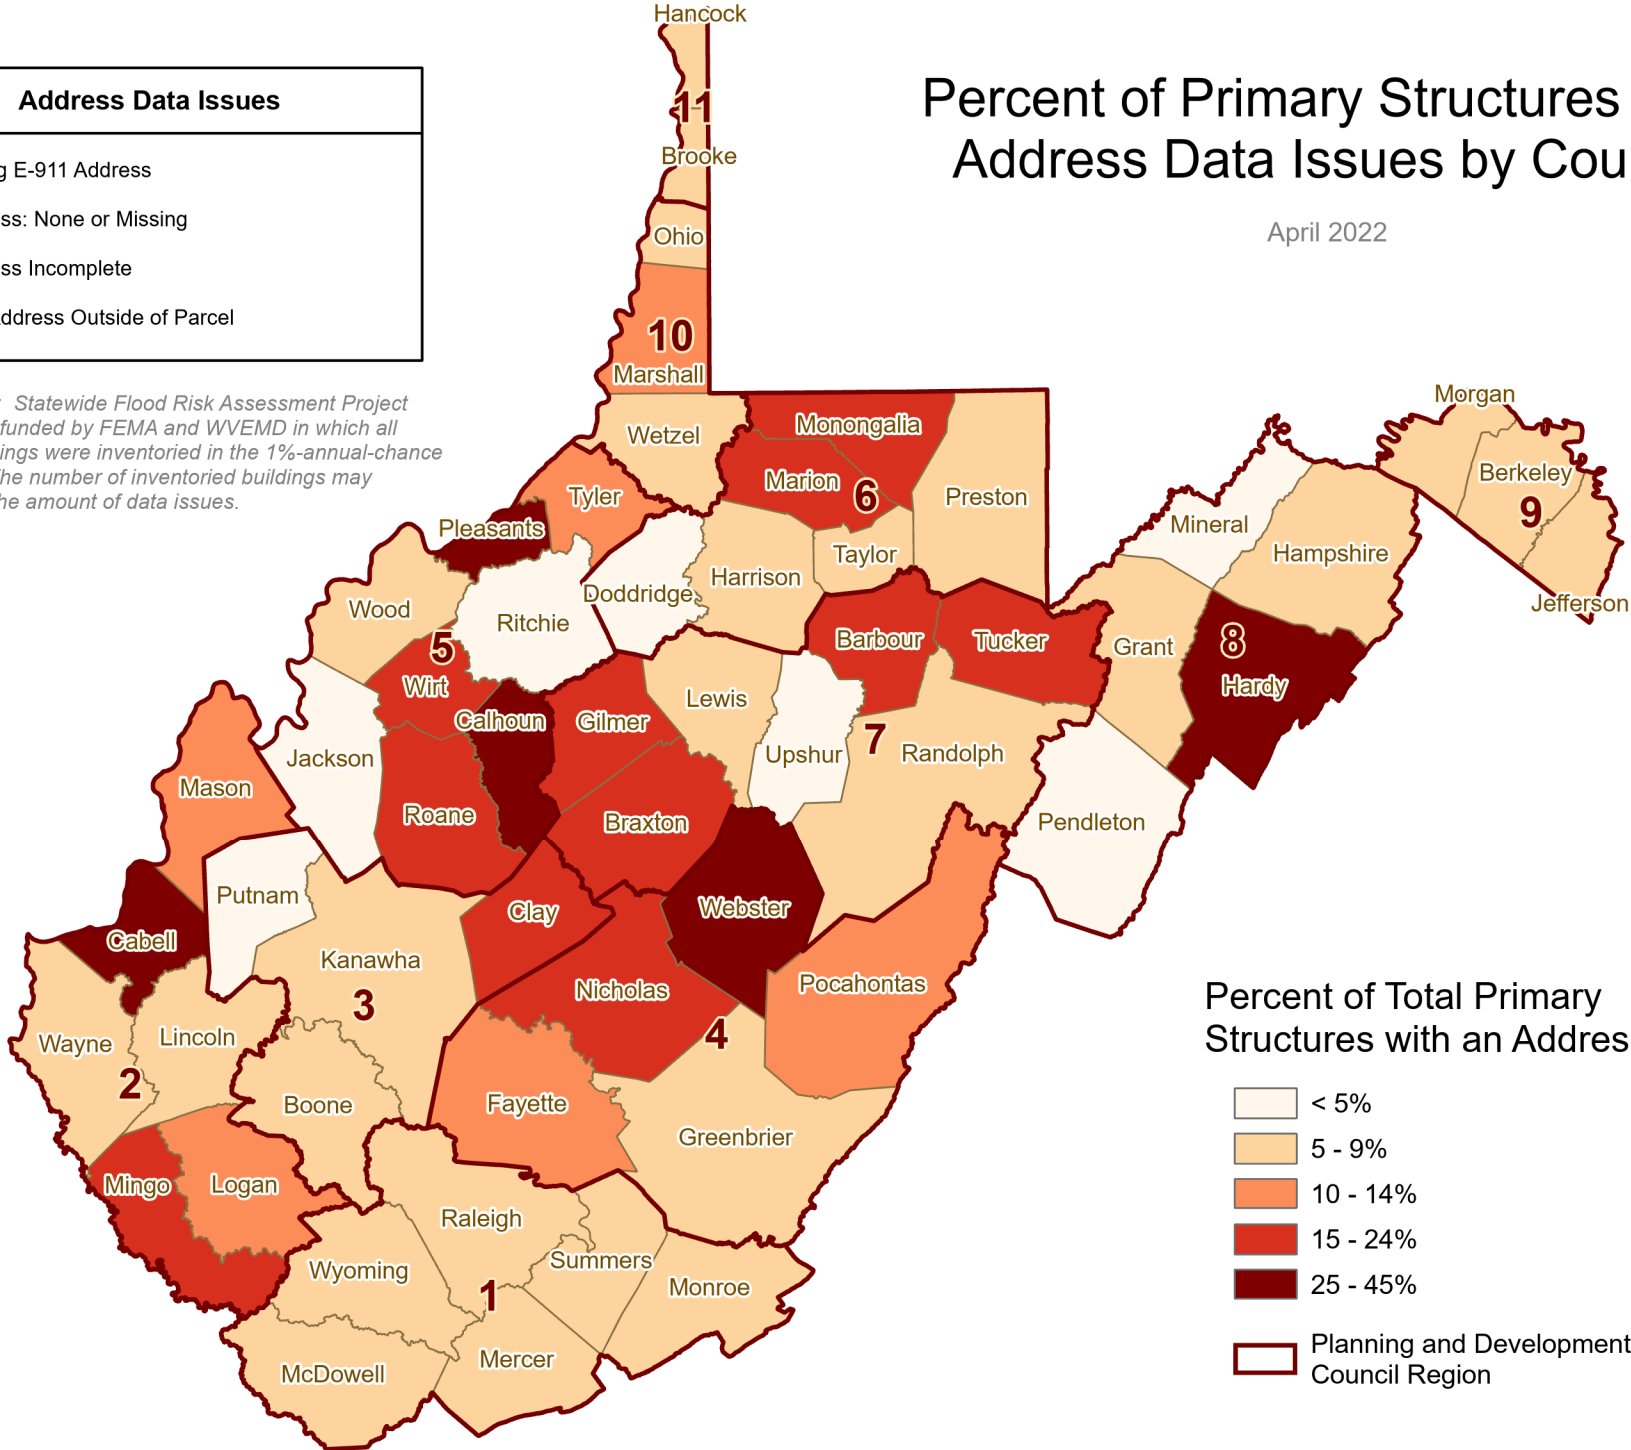 Hancock
11
Brooke
Ohio
10
Marshall
Percent of Primary Structures
Address Data Issues by Cou
April 2022
Address Data Issues
g E-911 Address
ss: None or Missing
ss Incomplete
ddress Outside of Parcel
: Statewide Flood Risk Assessment Project
funded by FEMA and WVEMD in which all
ings were inventoried in the 1%-annual-chance
he number of inventoried buildings may
he amount of data issues.
Wetzel
Monongalia
Marion
6
Tyler
Preston
Pleasants
Taylor
Harrison
Doddridge
Ritchie
Wood
5
Wirt
Morgan
Berkeley
9
Jefferson
Mineral
Hampshire
Grant
8
Hardy
Barbour
Tucker
Calhoun
Gilmer
Lewis
Upshur
7
Randolph
Jackson
Mason
Roane
Braxton
Pendleton
Putnam
Cabell
Clay
Webster
Kanawha
3
Nicholas
Pocahontas
4
Wayne
Lincoln
2
Boone
Fayette
Greenbrier
Mingo
Logan
Raleigh
Summers
Wyoming
1
Monroe
McDowell
Mercer
Percent of Total Primary
Structures with an Addres
< 5%
5 - 9%
10 - 14%
15 - 24%
25 - 45%
Planning and Development
Council Region